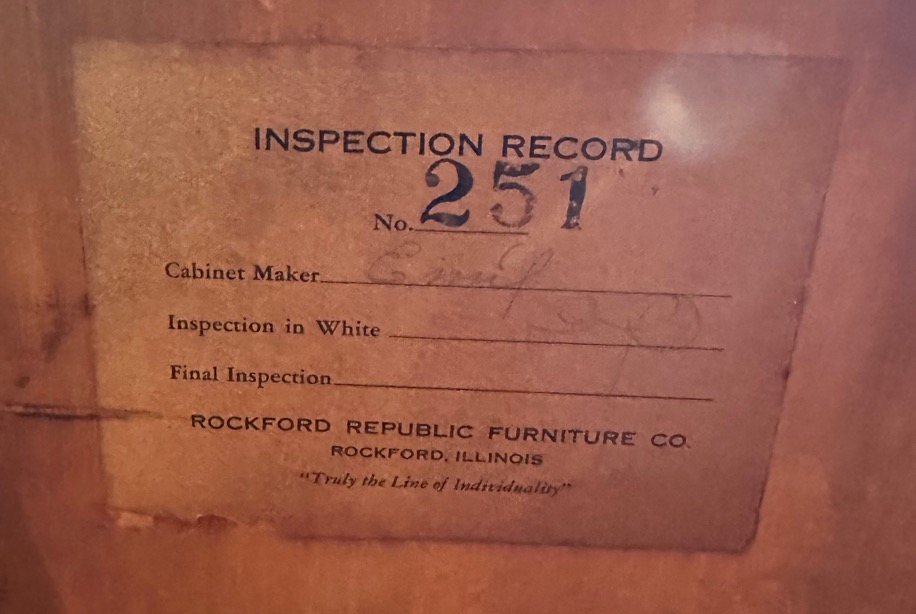 INSPECTION RECORD
No. 251
Cabinet Maker
Inspection in White
Final Inspection
ROCKFORD REPUBLIC FURNITURE CO.
ROCKFORD, ILLINOIS
"Truly the Line of Individuality"